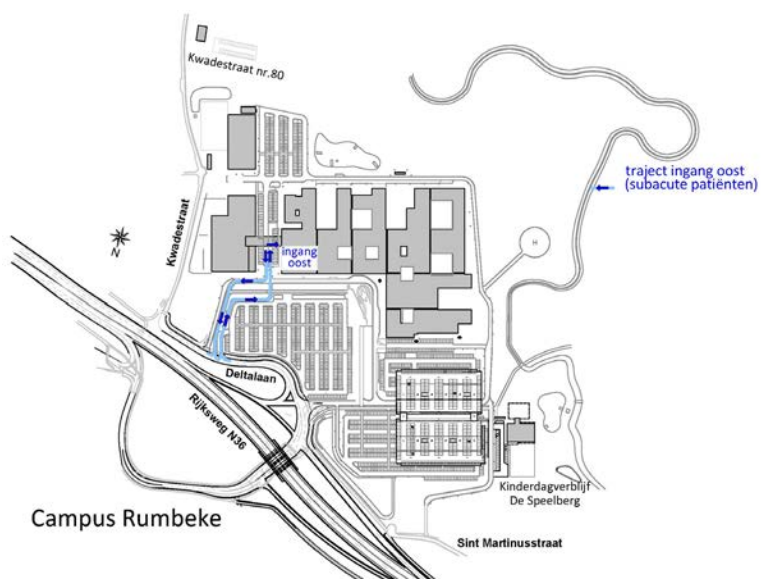 Kwadestraat nr.80
traject ingang oost
(subacute patiënten)
Kwadestraat
N
H
ingang
oost
Deltalaan
Rijksweg N36
Kinderdagverblijf
De Speelberg
Campus Rumbeke
Sint Martinusstraat